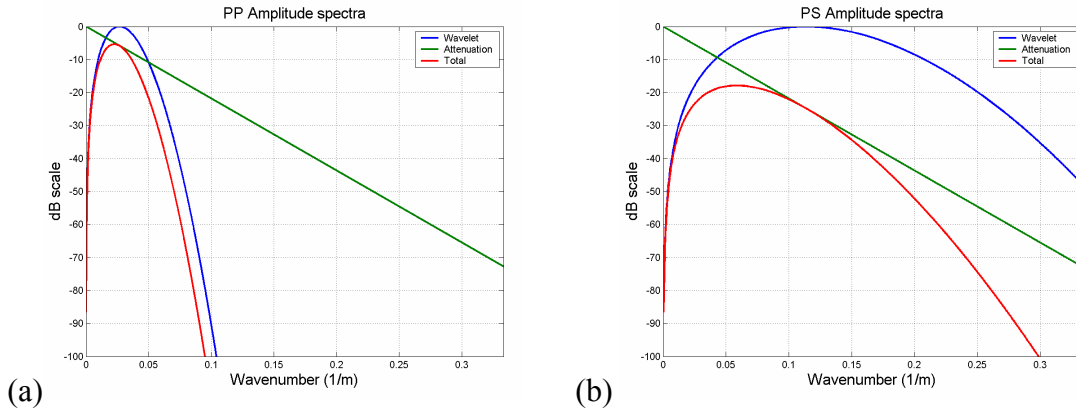 PP Amplitude spectra
0
-10
-20
-30
-40
-50
-60
-70
-80
-90
-100
dB scale
Wavelet
Attenuation
Total
0 0.05 0.1 0.15 0.2 0.25 0.3
Wavenumber (1/m)
(a)
PS Amplitude spectra
0
-10
-20
-30
-40
-50
-60
-70
-80
-90
-100
dB scale
Wavelet
Attenuation
Total
0 0.05 0.1 0.15 0.2 0.25 0.3
Wavenumber (1/m)
(b)